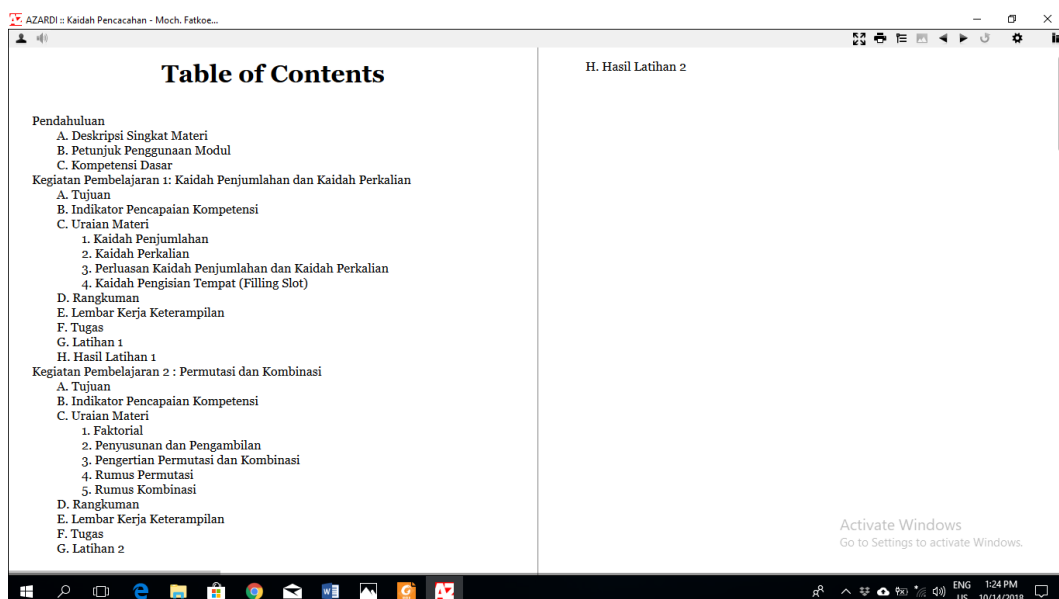 AZARDI :: Kaidah Pencacahan - Moch. Fatkoe...
Table of Contents
Pendahuluan
A. Deskripsi Singkat Materi
B. Petunjuk Penggunaan Modul
C. Kompetensi Dasar
Kegiatan Pembelajaran 1: Kaidah Penjumlahan dan Kaidah Perkalian
A. Tujuan
B. Indikator Pencapaian Kompetensi
C. Uraian Materi
1. Kaidah Penjumlahan
2. Kaidah Perkalian
3. Perluasan Kaidah Penjumlahan dan Kaidah Perkalian
4. Kaidah Pengisian Tempat (Filling Slot)
D. Rangkuman
E. Lembar Kerja Keterampilan
F. Tugas
G. Latihan 1
H. Hasil Latihan 1
Kegiatan Pembelajaran 2 : Permutasi dan Kombinasi
A. Tujuan
B. Indikator Pencapaian Kompetensi
C. Uraian Materi
1. Faktorial
2. Penyusunan dan Pengambilan
3. Pengertian Permutasi dan Kombinasi
4. Rumus Permutasi
5. Rumus Kombinasi
D. Rangkuman
E. Lembar Kerja Keterampilan
F. Tugas
G. Latihan 2
H. Hasil Latihan 2
Activate Windows
Go to Settings to activate Windows.
ENG 1:24 PM
US 10/14/2018